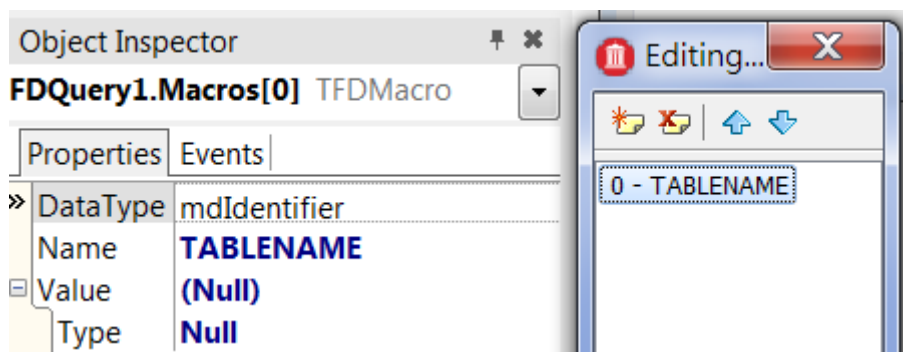 Object Inspector
FDQuery1.Macros[0] TFDMacro
Properties Events
DataType mdIdentifier
Name TABLENAME
Value (Null)
Type Null
Editing...
0 - TABLENAME